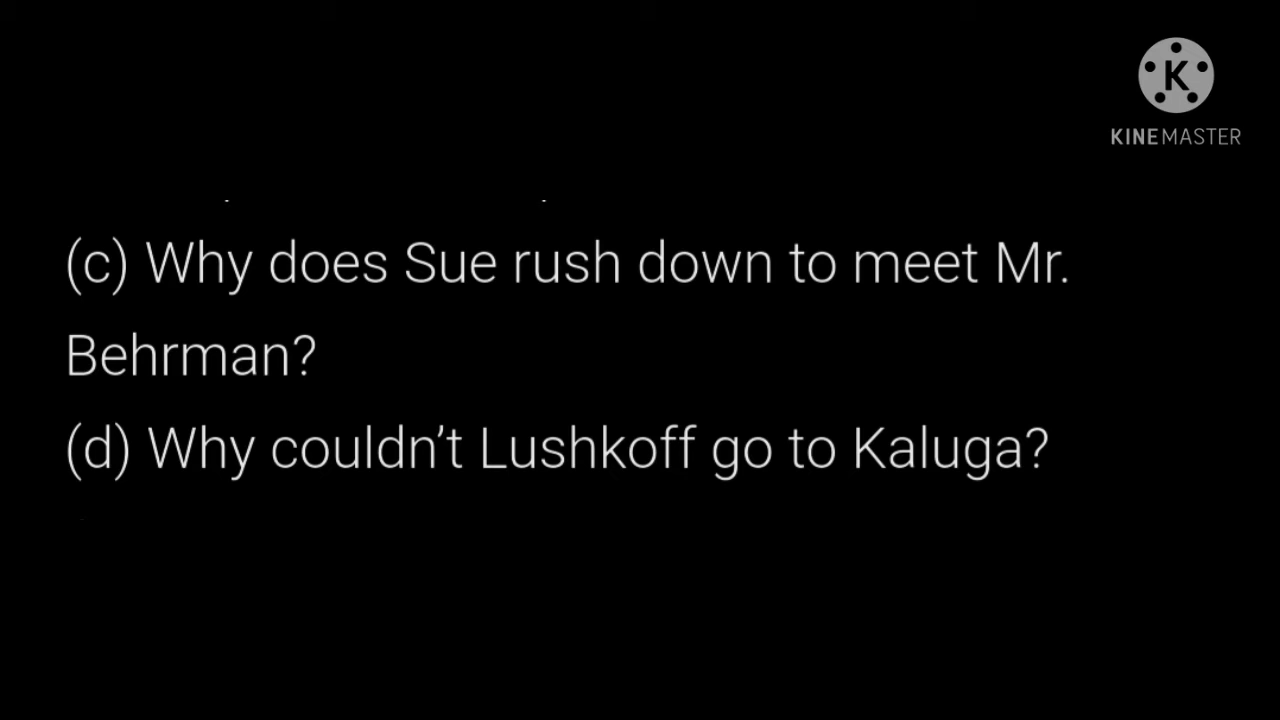 K
KINEMASTER
(c) Why does Sue rush down to meet Mr.
Behrman?
(d) Why couldn’t Lushkoff go to Kaluga?